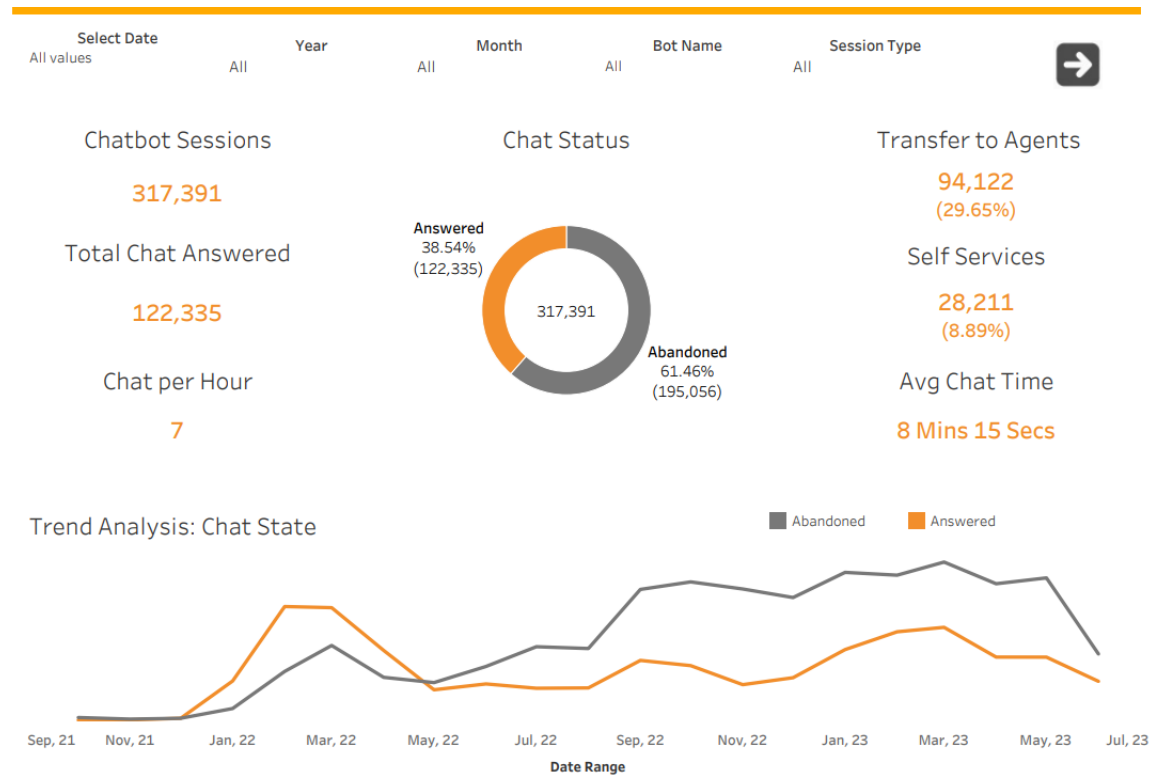 Select Date
All values
Year
All
Month
All
Bot Name
All
Session Type
All
Chatbot Sessions
317,391
Total Chat Answered
122,335
Chat per Hour
7
Chat Status
Answered
38.54%
(122,335)
317,391
Abandoned
61.46%
(195,056)
Transfer to Agents
94,122
(29.65%)
Self Services
28,211
(8.89%)
Avg Chat Time
8 Mins 15 Secs
Trend Analysis: Chat State
Abandoned
Answered
Sep, 21 Nov, 21 Jan, 22 Mar, 22 May, 22 Jul, 22 Sep, 22 Nov, 22 Jan, 23 Mar, 23 May, 23 Jul, 23
Date Range